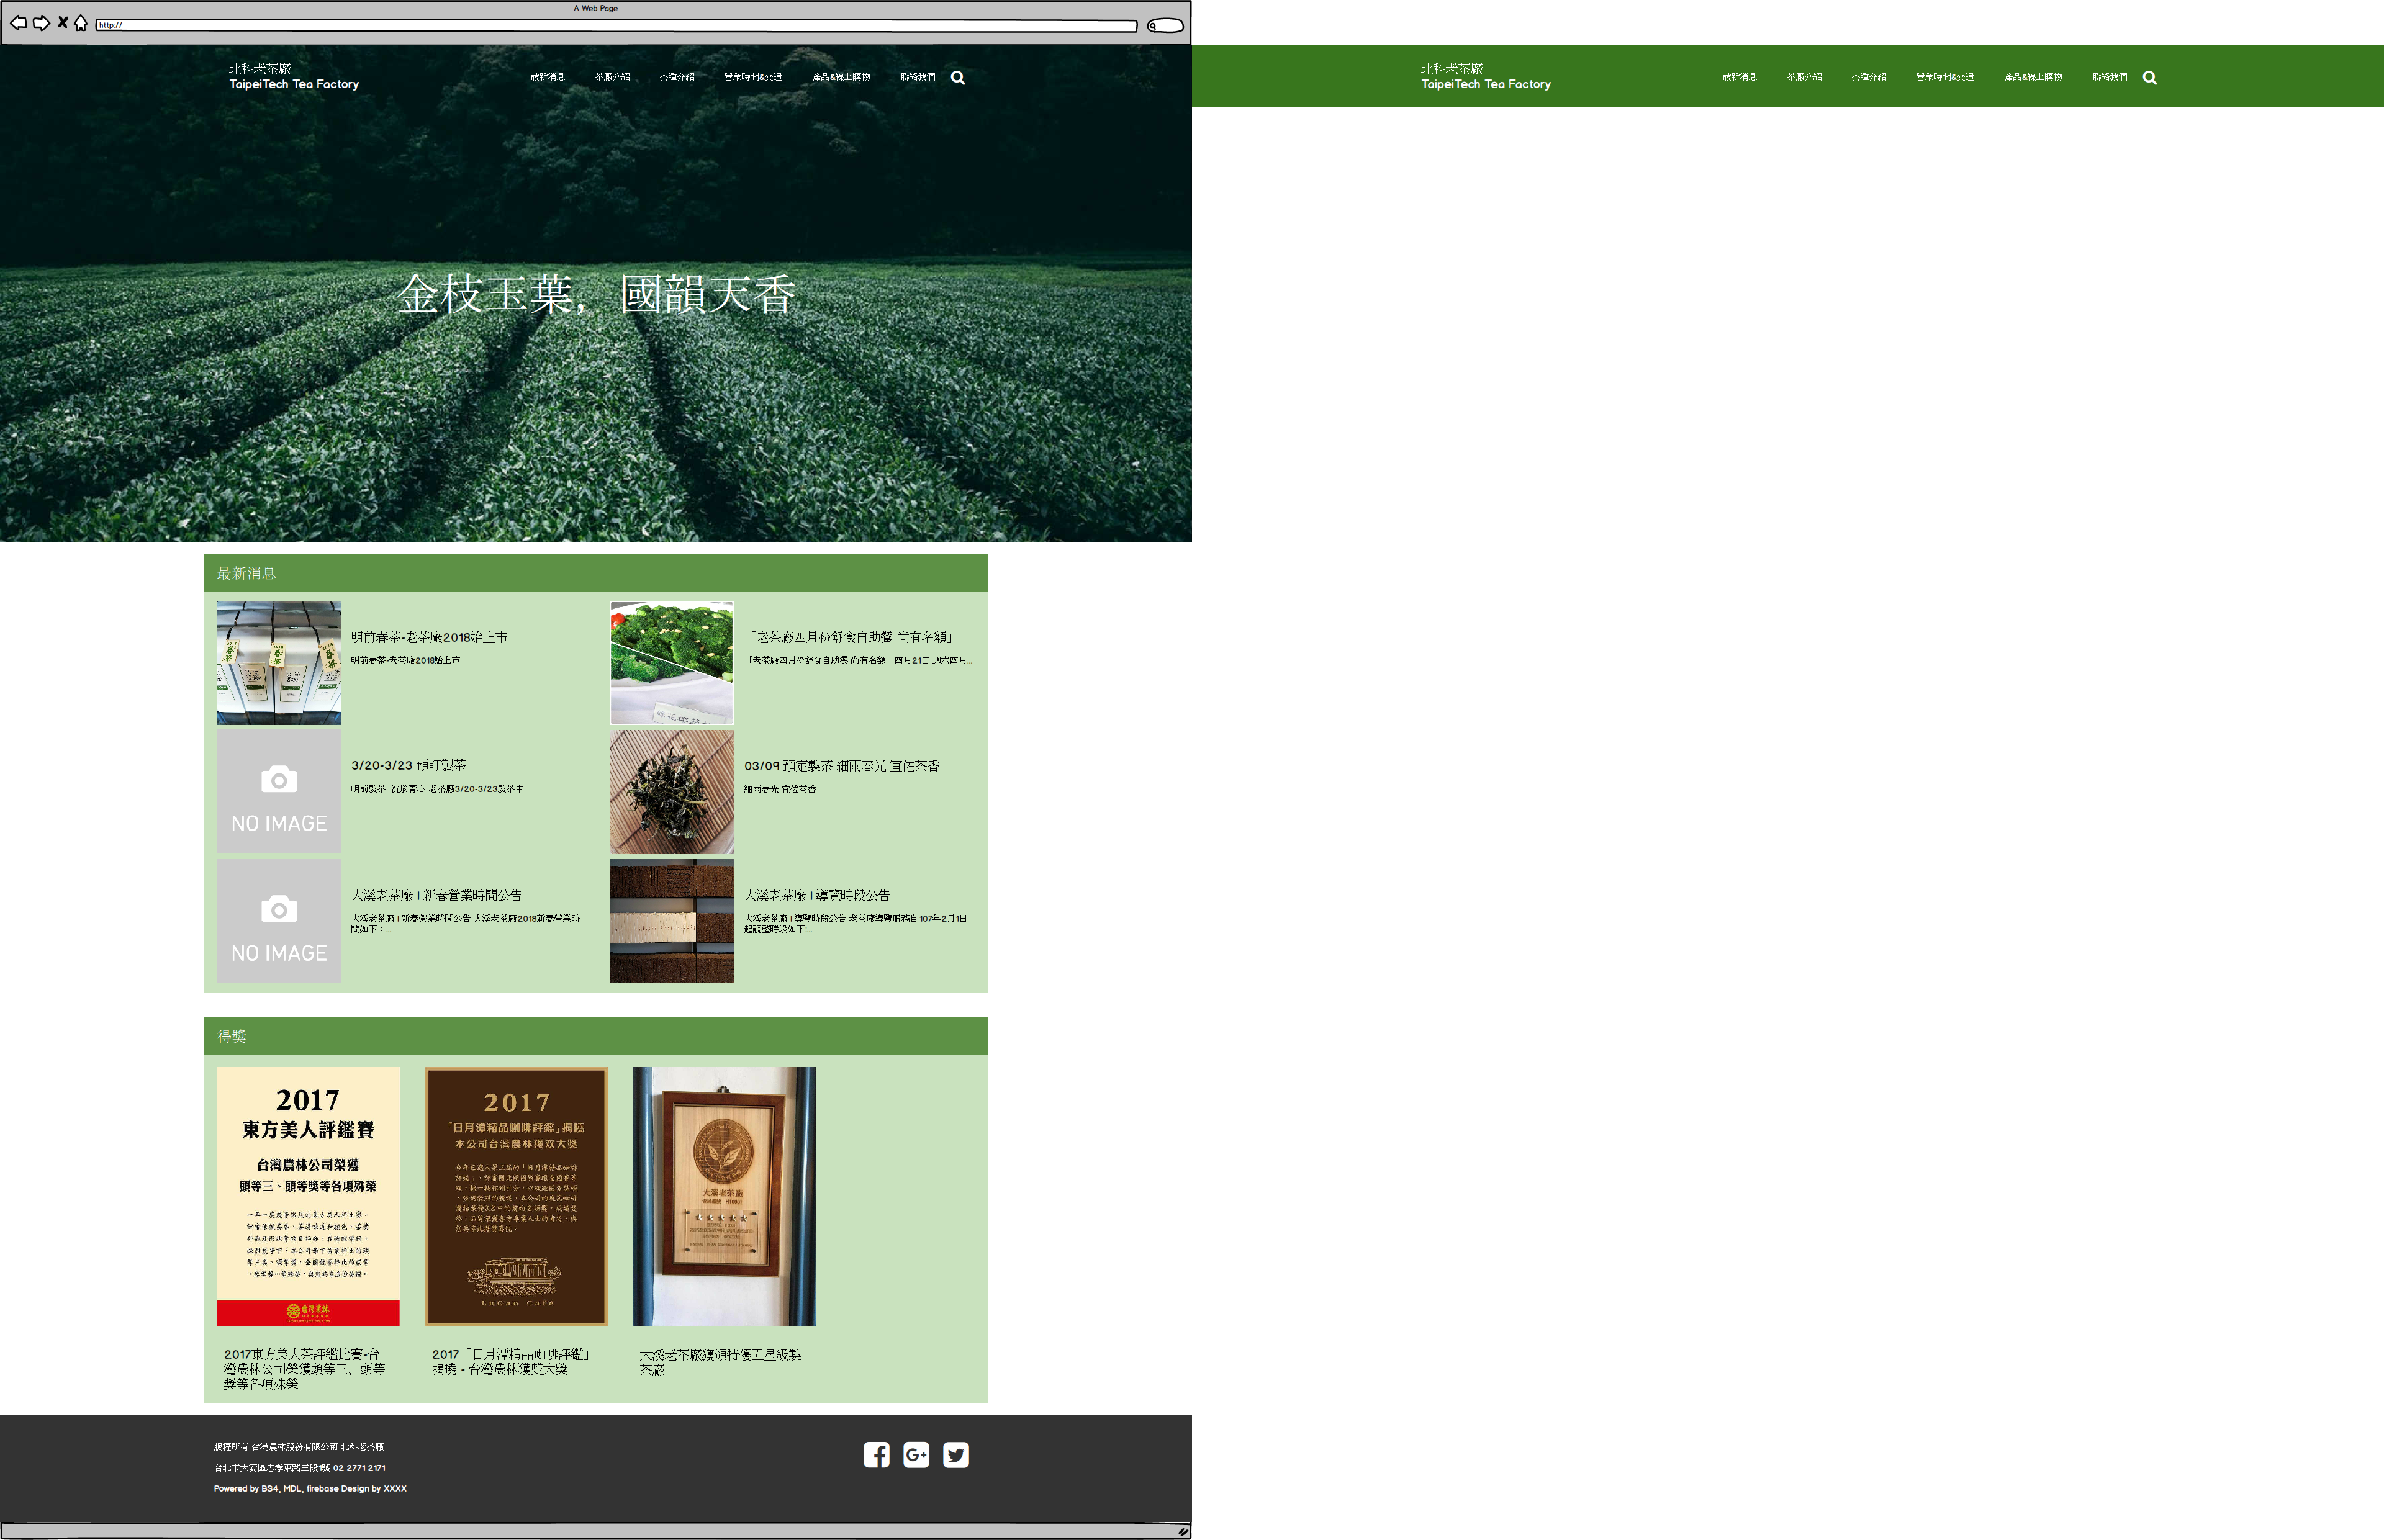 A Web Page
http://
北科老茶廠
TaipeiTech Tea Factory
最新消息
茶廠介紹
茶種介紹
營業時間&交通
產品&線上購物
聯絡我們
北科老茶廠
TaipeiTech Tea Factory
最新消息
茶廠介紹
茶種介紹
營業時間&交通
產品&線上購物
聯絡我們
金枝玉葉，國韻天香
最新消息
明前春茶-老茶廠2018始上市
明前春茶-老茶廠2018始上市
「老茶廠四月份舒食自助餐 尚有名額」
「老茶廠四月份舒食自助餐 尚有名額」四月21日 週六四月...
春茶
春茶
春茶
NO IMAGE
3/20-3/23 預訂製茶
明前製茶 沉於菁心 老茶廠3/20-3/23製茶中
03/09 預定製茶 細雨春光 宜佐茶香
細雨春光 宜佐茶香
NO IMAGE
大溪老茶廠 | 新春營業時間公告
大溪老茶廠 | 新春營業時間公告 大溪老茶廠2018新春營業時
間如下：...
大溪老茶廠 | 導覽時段公告
大溪老茶廠 | 導覽時段公告 老茶廠導覽服務自107年2月1日
起調整時段如下:...
得獎
2017
東方美人評鑑賽
台灣農林公司榮獲
頭等三、頭等獎等各項殊榮
台灣農林
2017東方美人茶評鑑比賽-台
灣農林公司榮獲頭等三、頭等
獎等各項殊榮
2017
「日月潭精品咖啡評鑑」揭曉
本公司台灣農林獲双大獎
LuGao Café
2017「日月潭精品咖啡評鑑」
揭曉 - 台灣農林獲雙大獎
大溪老茶廠
大溪老茶廠獲頒特優五星級製
茶廠
版權所有 台灣農林股份有限公司 北科老茶廠
台北市大安區忠孝東路三段1號 02 2771 2171
Powered by BS4, MDL, firebase Design by XXXX